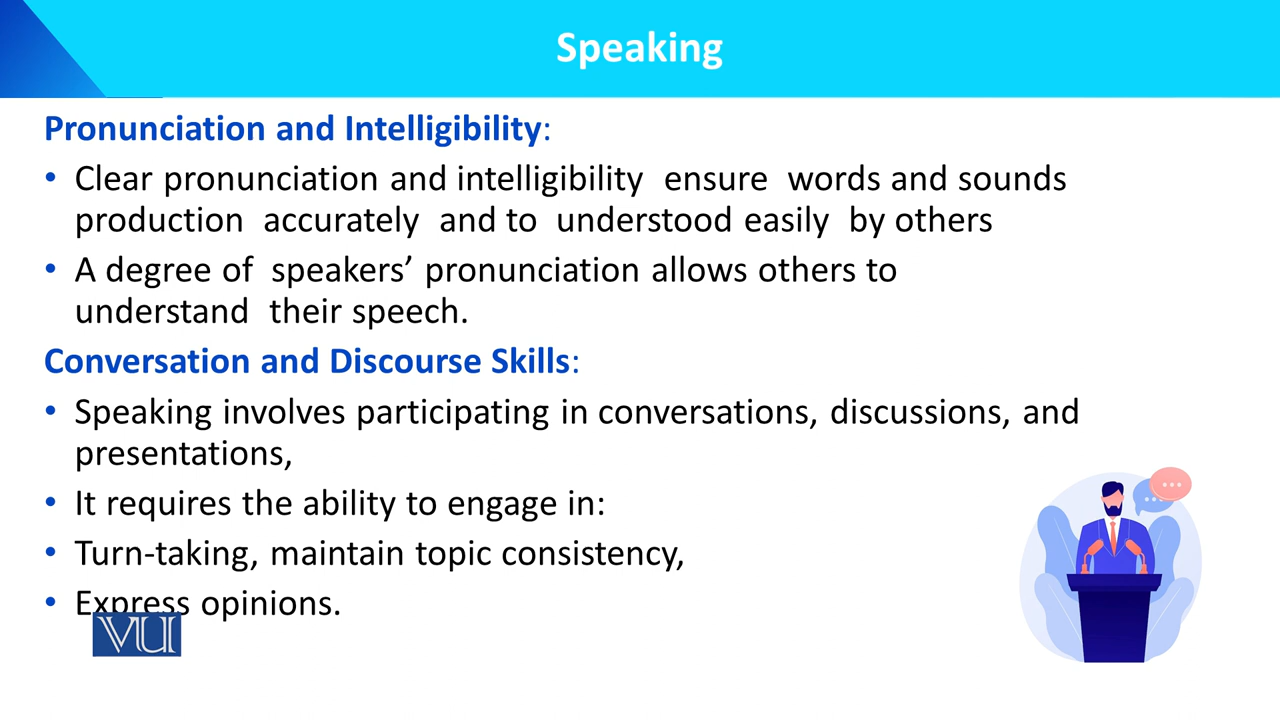 Speaking
Pronunciation and Intelligibility:
• Clear pronunciation and intelligibility ensure words and sounds
production accurately and to understood easily by others
• A degree of speakers’ pronunciation allows others to
understand their speech.
Conversation and Discourse Skills:
• Speaking involves participating in conversations, discussions, and
presentations,
• It requires the ability to engage in:
• Turn-taking, maintain topic consistency,
• Express opinions.
VU